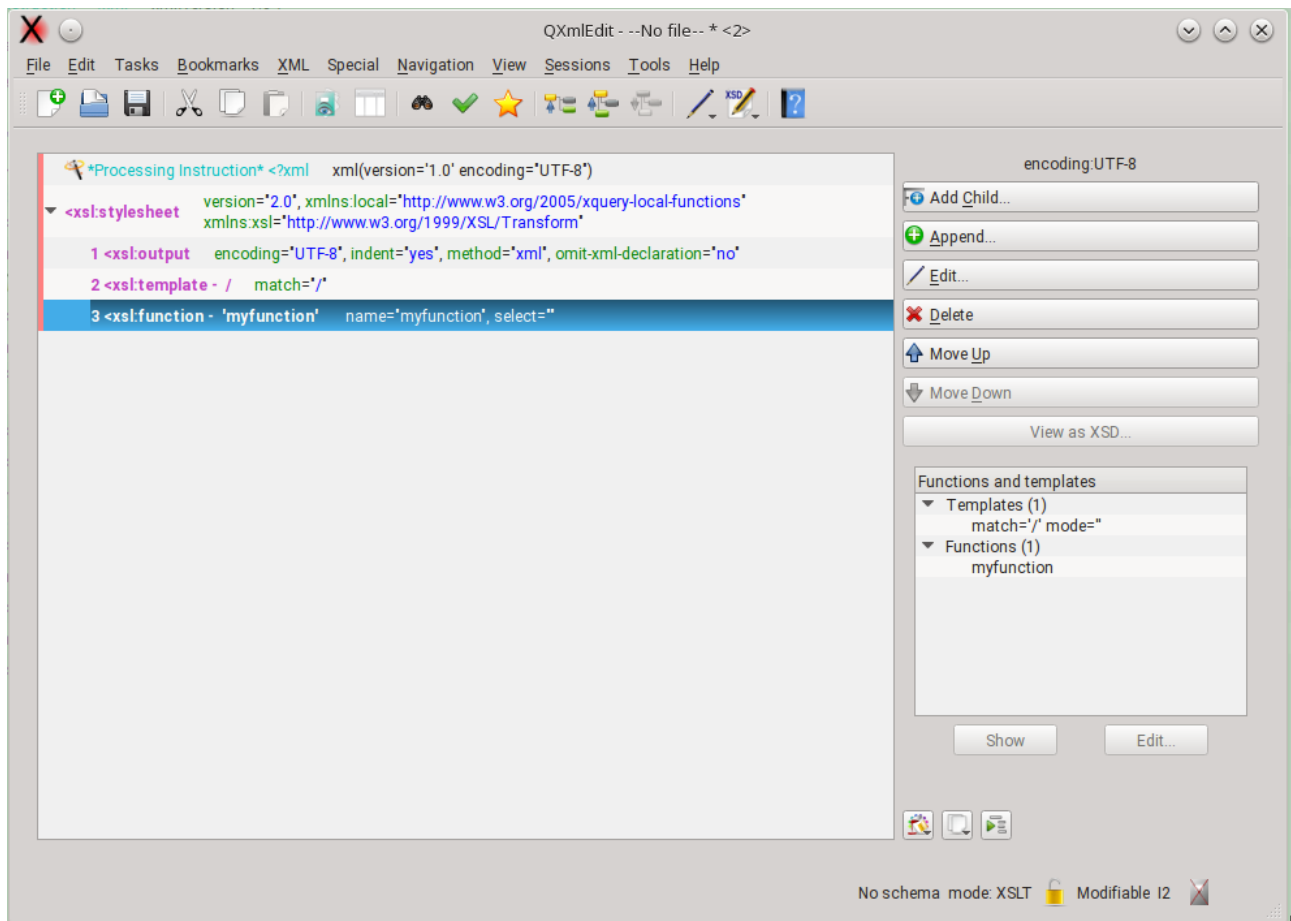 QXmlEdit - --No file-- * <2>
File Edit Tasks Bookmarks XML Special Navigation View Sessions Tools Help
XSD
?
*Processing Instruction* <?xml xml(version='1.0' encoding="UTF-8")
<xsl:stylesheet version="2.0", xmlns:local="http://www.w3.org/2005/xquery-local-functions"
xmlns:xsl="http://www.w3.org/1999/XSL/Transform"
1 <xsl:output encoding="UTF-8", indent="yes", method="xml", omit-xml-declaration="no"
2 <xsl:template - / match="/"
3 <xsl:function - 'myfunction' name="myfunction", select=""
encoding:UTF-8
Add Child...
Append...
Edit...
Delete
Move Up
Move Down
View as XSD...
Functions and templates
Templates (1)
match='/' mode=''
Functions (1)
myfunction
Show Edit...
No schema mode: XSLT Modifiable I2